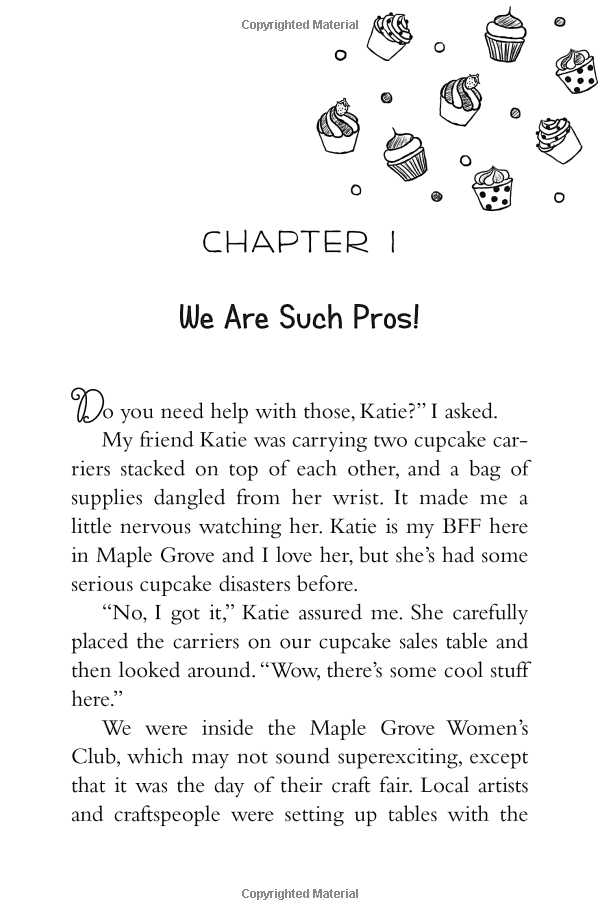 Copyrighted Material
CHAPTER 1
We Are Such Pros!
Do you need help with those, Katie?” I asked.
My friend Katie was carrying two cupcake car-
riers stacked on top of each other, and a bag of
supplies dangled from her wrist. It made me a
little nervous watching her. Katie is my BFF here
in Maple Grove and I love her, but she’s had some
serious cupcake disasters before.
“No, I got it,” Katie assured me. She carefully
placed the carriers on our cupcake sales table and
then looked around. “Wow, there’s some cool stuff
here.”
We were inside the Maple Grove Women’s
Club, which may not sound superexciting, except
that it was the day of their craft fair. Local artists
and craftspeople were setting up tables with the
Copyrighted Material